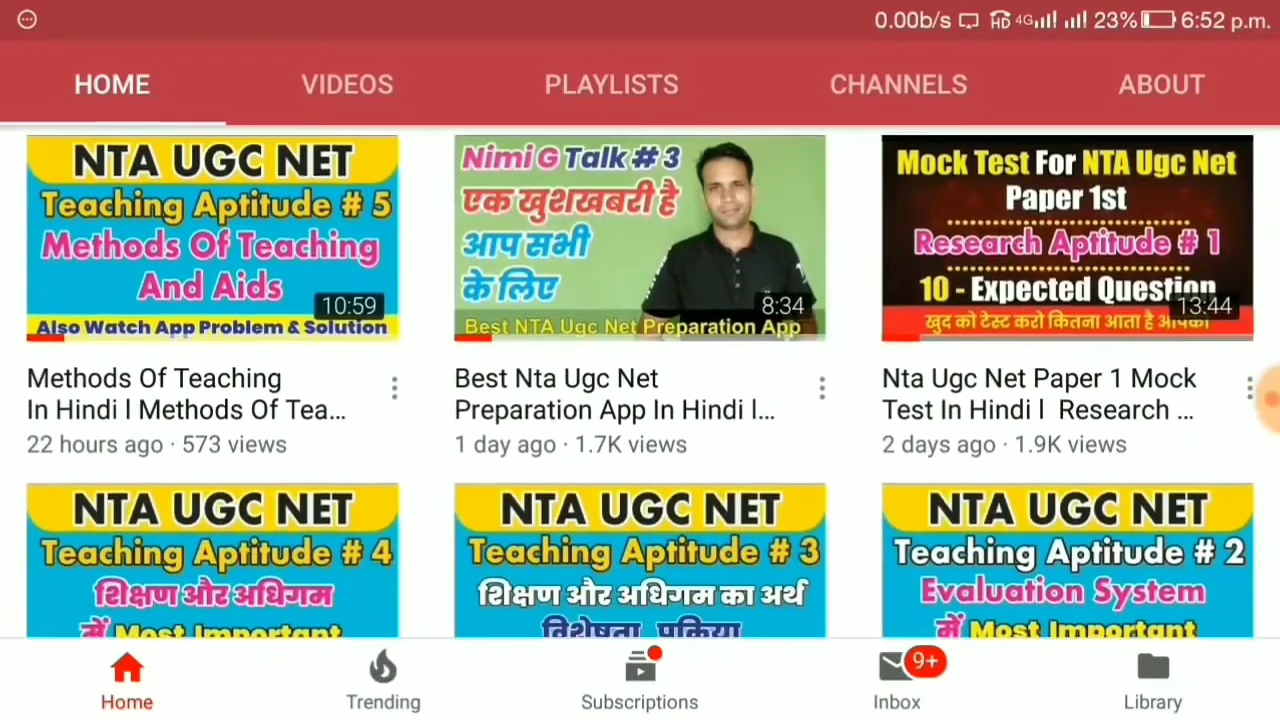 0.00b/s HD 4G 23% 6:52 p.m.
HOME VIDEOS PLAYLISTS CHANNELS ABOUT
NTA UGC NET
Teaching Aptitude # 5
Methods Of Teaching
And Aids
10:59
Also Watch App Problem & Solution
Nimi G Talk # 3
एक खुशखबरी है
आप सभी
के लिए
8:34
Best NTA Ugc Net Preparation App
Mock Test For NTA Ugc Net
Paper 1st
Research Aptitude # 1
10 - Expected Question
13:44
खुद को टेस्ट करो कितना आता है आपको
Methods Of Teaching
In Hindi l Methods Of Tea...
22 hours ago · 573 views
Best Nta Ugc Net
Preparation App In Hindi l...
1 day ago · 1.7K views
Nta Ugc Net Paper 1 Mock
Test In Hindi l Research ...
2 days ago · 1.9K views
NTA UGC NET
Teaching Aptitude # 4
शिक्षण और अधिगम
में Most Important
NTA UGC NET
Teaching Aptitude # 3
शिक्षण और अधिगम का अर्थ
विशेषता प्रक्रिया
NTA UGC NET
Teaching Aptitude # 2
Evaluation System
में Most Important
9+
Home Trending Subscriptions Inbox Library